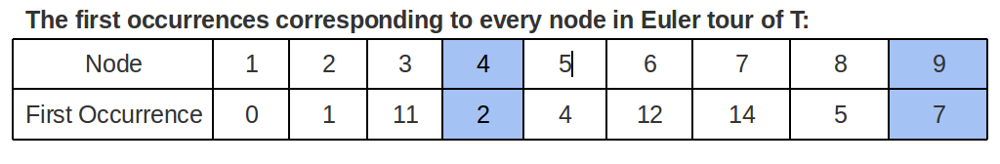 The first occurrences corresponding to every node in Euler tour of T:
Node 1 2 3 4 5 6 7 8 9
First Occurrence 0 1 11 2 4 12 14 5 7